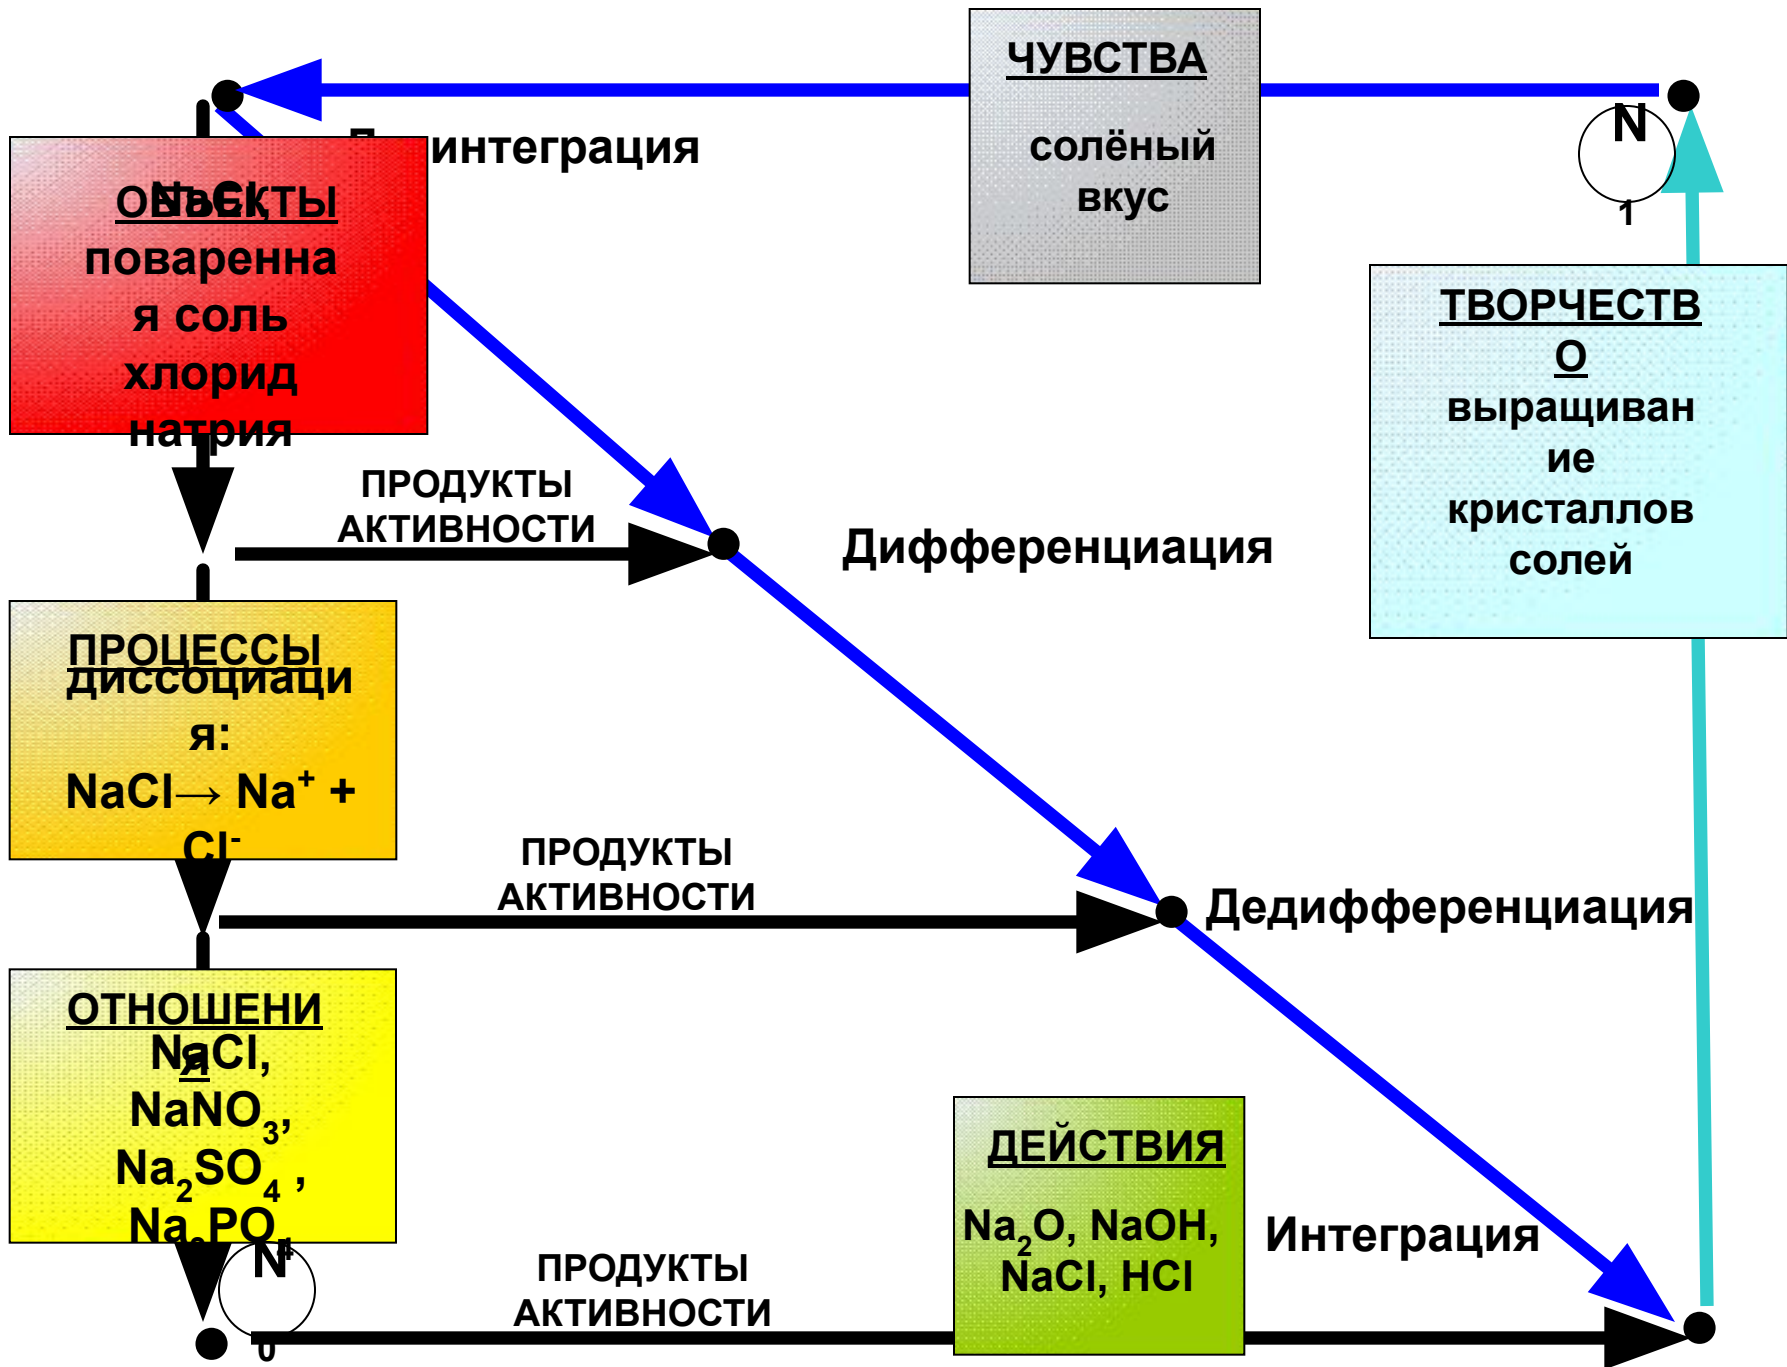 ЧУВСТВА
солёный
вкус
N
1
интеграция
ОБЪЕКТЫ
NaCl,
поваренна
я соль
хлорид
натрия
ТВОРЧЕСТВ
О
выращиван
ие
кристаллов
солей
ПРОДУКТЫ
АКТИВНОСТИ
Дифференциация
ПРОЦЕССЫ
диссоциаци
я:
NaCl→ Na⁺ +
Cl⁻
ПРОДУКТЫ
АКТИВНОСТИ
Дедифференциация
ОТНОШЕНИ
Я
NaCl,
NaNO₃,
Na₂SO₄ ,
Na₃PO₄
ДЕЙСТВИЯ
Na₂O, NaOH,
NaCl, HCl
Интеграция
N
0
ПРОДУКТЫ
АКТИВНОСТИ